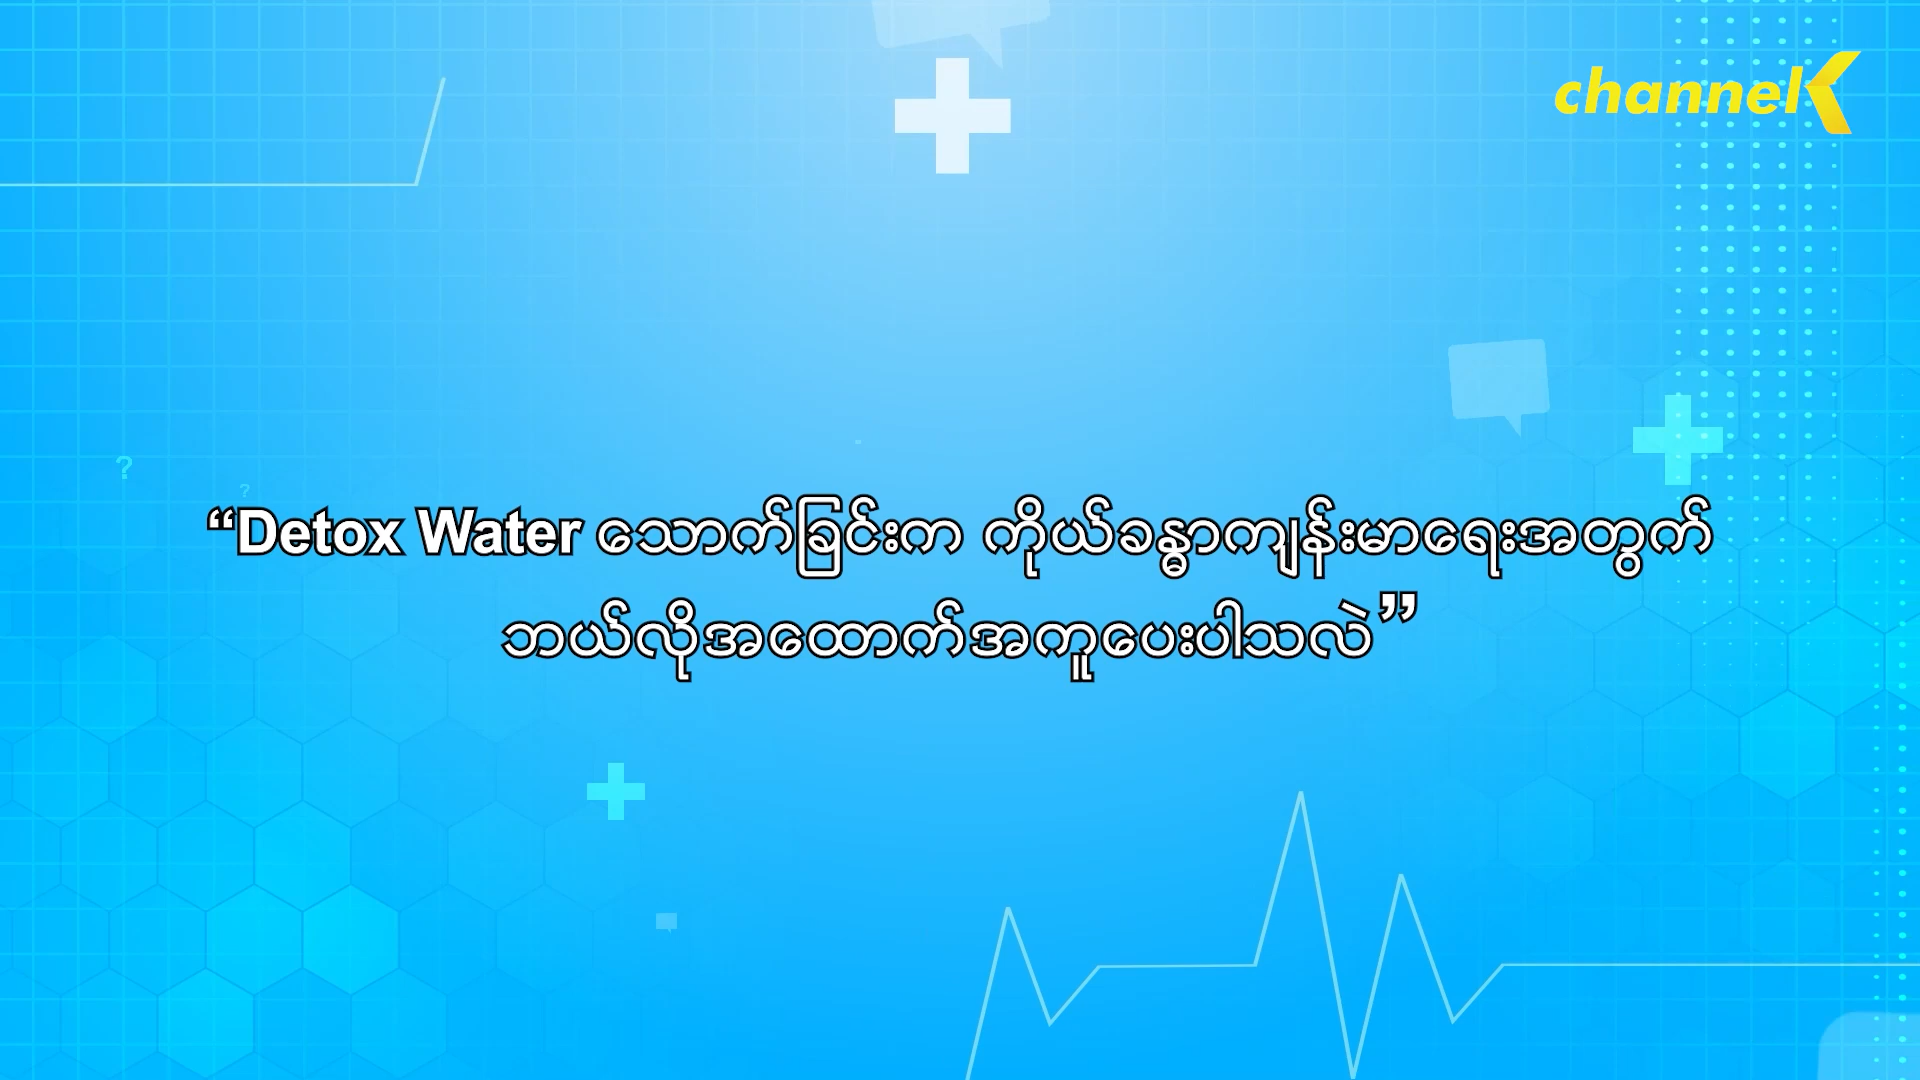 channelK
“Detox Water သောက်ခြင်းက ကိုယ်ခန္ဓာကျန်းမာရေးအတွက်
ဘယ်လိုအထောက်အကူပေးပါသလဲ”